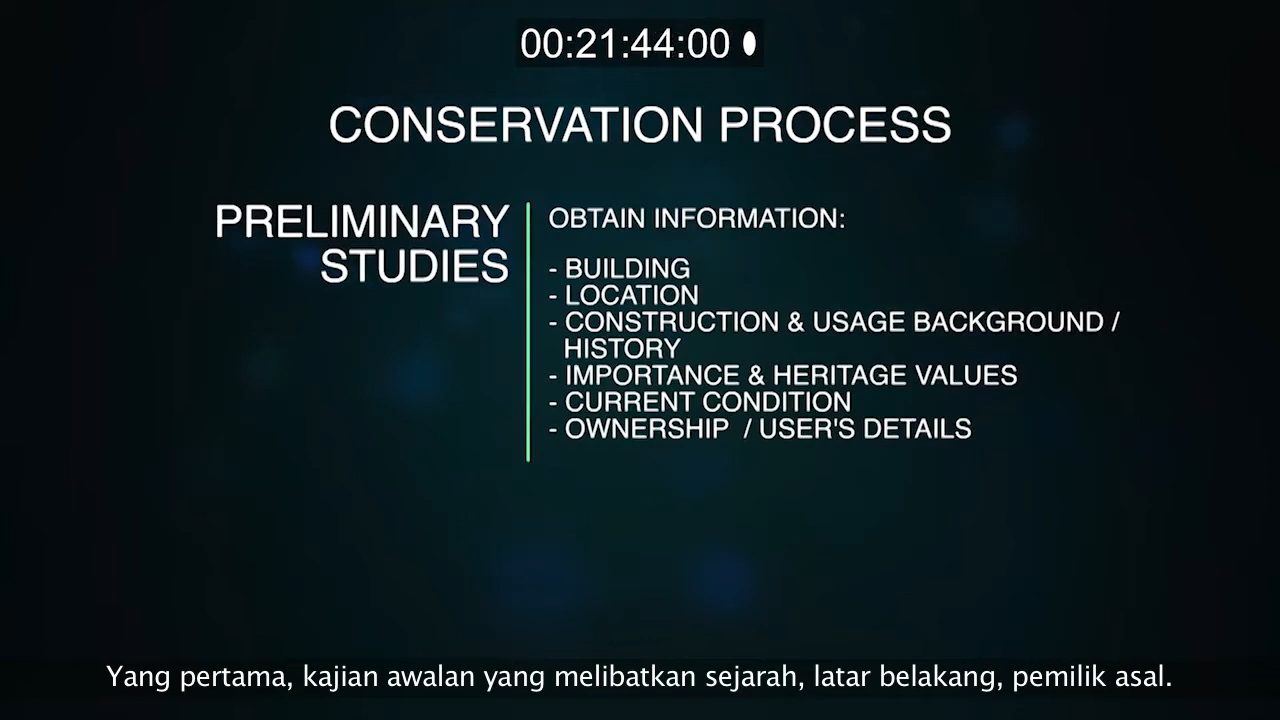 00:21:44:00
CONSERVATION PROCESS
PRELIMINARY
STUDIES
OBTAIN INFORMATION:
- BUILDING
- LOCATION
- CONSTRUCTION & USAGE BACKGROUND /
HISTORY
- IMPORTANCE & HERITAGE VALUES
- CURRENT CONDITION
- OWNERSHIP / USER'S DETAILS
Yang pertama, kajian awalan yang melibatkan sejarah, latar belakang, pemilik asal.